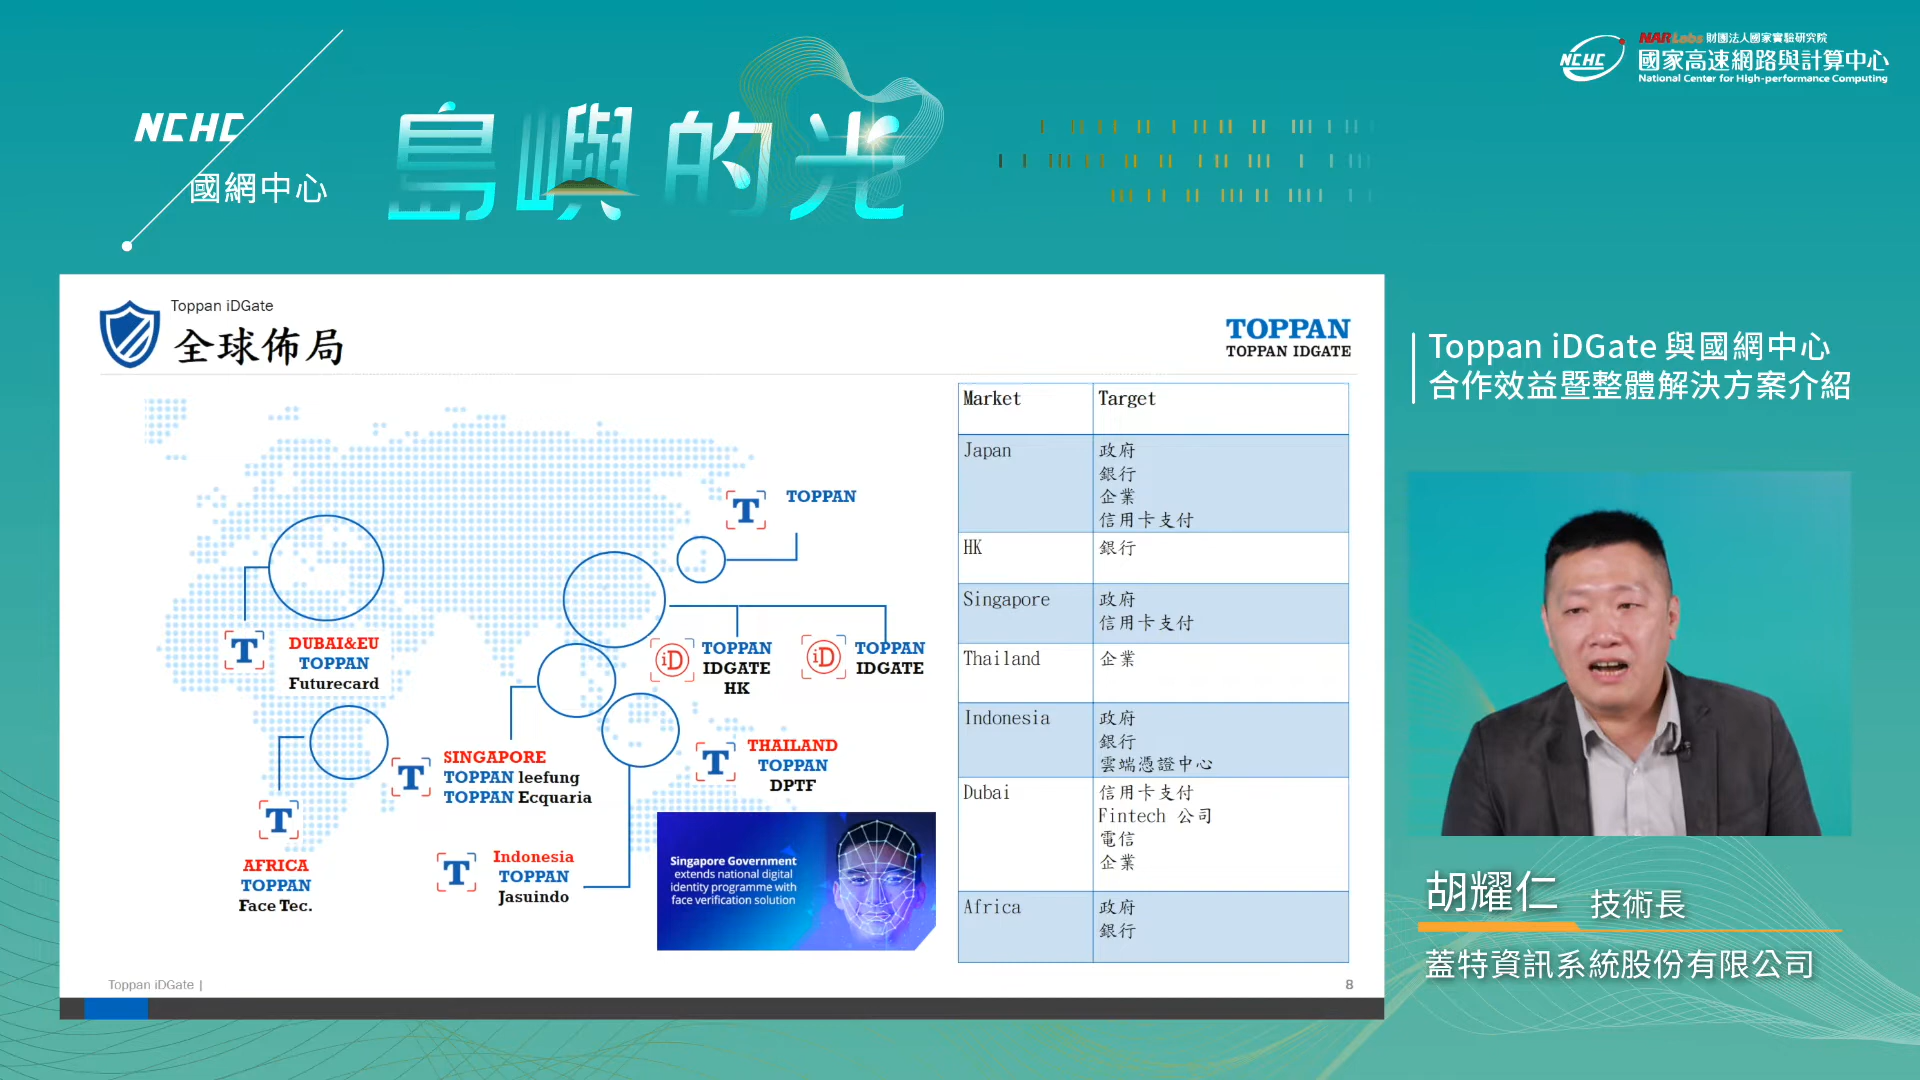 NCHC
國網中心
島嶼的光
NARLabs 財團法人國家實驗研究院
NCHC
國家高速網路與計算中心
National Center for High-performance Computing
Toppan iDGate
全球佈局
TOPPAN
TOPPAN IDGATE
T
TOPPAN
T
DUBAI&EU
TOPPAN
Futurecard
iD
TOPPAN
IDGATE
HK
iD
TOPPAN
IDGATE
T
SINGAPORE
TOPPAN leefung
TOPPAN Ecquaria
T
THAILAND
TOPPAN
DPTF
T
AFRICA
TOPPAN
Face Tec.
T
Indonesia
TOPPAN
Jasuindo
Singapore Government
extends national digital
identity programme with
face verification solution
Market Target
Japan 政府
銀行
企業
信用卡支付
HK 銀行
Singapore 政府
信用卡支付
Thailand 企業
Indonesia 政府
銀行
雲端憑證中心
Dubai 信用卡支付
Fintech 公司
電信
企業
Africa 政府
銀行
Toppan iDGate |
8
Toppan iDGate 與國網中心
合作效益暨整體解決方案介紹
胡耀仁 技術長
蓋特資訊系統股份有限公司